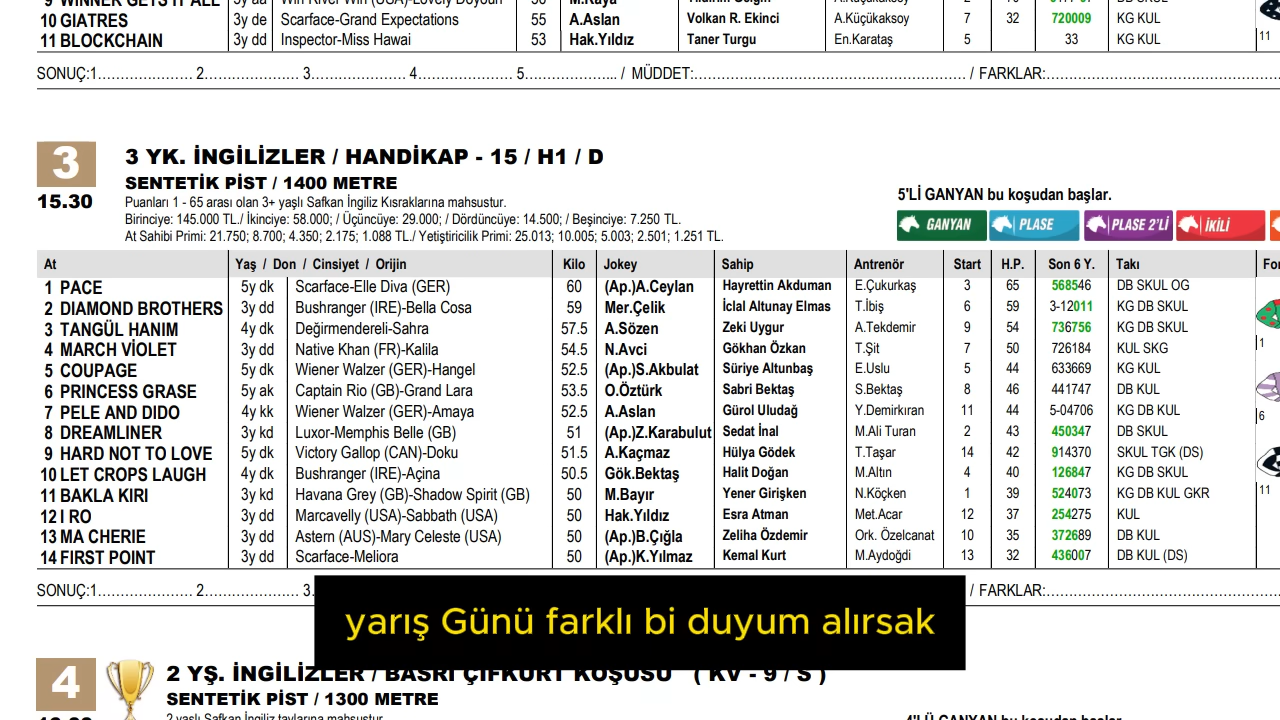 9 WINNER GETS IT ALL
10 GIATRES 3y de Scarface-Grand Expectations 55 A.Aslan Volkan R. Ekinci A.Küçükaksoy 7 32 720009 KG KUL
11 BLOCKCHAIN 3y dd Inspector-Miss Hawai 53 Hak.Yıldız Taner Turgu En.Karataş 5 33 KG KUL 11
SONUÇ:1...................... 2...................... 3...................... 4...................... 5...................... / MÜDDET:...................... / FARKLAR:......................
3
15.30
3 YK. İNGİLİZLER / HANDİKAP - 15 / H1 / D
SENTETİK PİST / 1400 METRE
Puanları 1 - 65 arası olan 3+ yaşlı Safkan İngiliz Kısraklarına mahsustur.
Birinciye: 145.000 TL./ İkinciye: 58.000; / Üçüncüye: 29.000; / Dördüncüye: 14.500; / Beşinciye: 7.250 TL.
At Sahibi Primi: 21.750; 8.700; 4.350; 2.175; 1.088 TL./ Yetiştiricilik Primi: 25.013; 10.005; 5.003; 2.501; 1.251 TL.
5'Lİ GANYAN bu koşudan başlar.
GANYAN PLASE PLASE 2'Lİ İKİLİ
At Yaş / Don / Cinsiyet / Orijin Kilo Jokey Sahip Antrenör Start H.P. Son 6 Y. Takı For
1 PACE 5y dk Scarface-Elle Diva (GER) 60 (Ap.)A.Ceylan Hayrettin Akduman E.Çukurkaş 3 65 568546 DB SKUL OG
2 DIAMOND BROTHERS 3y dd Bushranger (IRE)-Bella Cosa 59 Mer.Çelik İclal Altunay Elmas T.İbiş 6 59 3-12011 KG DB SKUL
3 TANGÜL HANIM 4y dk Değirmendereli-Sahra 57.5 A.Sözen Zeki Uygur A.Tekdemir 9 54 736756 KG DB SKUL
4 MARCH VİOLET 3y dd Native Khan (FR)-Kalila 54.5 N.Avci Gökhan Özkan T.Şit 7 50 726184 KUL SKG 1
5 COUPAGE 5y dk Wiener Walzer (GER)-Hangel 52.5 (Ap.)S.Akbulat Süriye Altunbaş E.Uslu 5 44 633669 KG KUL
6 PRINCESS GRASE 5y ak Captain Rio (GB)-Grand Lara 53.5 O.Öztürk Sabri Bektaş S.Bektaş 8 46 441747 DB KUL
7 PELE AND DIDO 4y kk Wiener Walzer (GER)-Amaya 52.5 A.Aslan Gürol Uludağ Y.Demirkıran 11 44 5-04706 KG DB KUL 6
8 DREAMLINER 3y kd Luxor-Memphis Belle (GB) 51 (Ap.)Z.Karabulut Sedat İnal M.Ali Turan 2 43 450347 DB SKUL
9 HARD NOT TO LOVE 5y dk Victory Gallop (CAN)-Doku 51.5 A.Kaçmaz Hülya Gödek T.Taşar 14 42 914370 SKUL TGK (DS)
10 LET CROPS LAUGH 4y dk Bushranger (IRE)-Açina 50.5 Gök.Bektaş Halit Doğan M.Altın 4 40 126847 KG DB SKUL
11 BAKLA KIRI 3y kd Havana Grey (GB)-Shadow Spirit (GB) 50 M.Bayır Yener Girişken N.Köçken 1 39 524073 KG DB KUL GKR 11
12 I RO 3y dd Marcavelly (USA)-Sabbath (USA) 50 Hak.Yıldız Esra Atman Met.Acar 12 37 254275 KUL
13 MA CHERIE 3y dd Astern (AUS)-Mary Celeste (USA) 50 (Ap.)B.Çığla Zeliha Özdemir Ork. Özelcanat 10 35 372689 DB KUL
14 FIRST POINT 3y dd Scarface-Meliora 50 (Ap.)K.Yılmaz Kemal Kurt M.Aydoğdi 13 32 436007 DB KUL (DS)
SONUÇ:1...................... 2...................... 3. / FARKLAR:......................
yarış Günü farklı bi duyum alırsak
4
2 YŞ. İNGİLİZLER / BASRİ ÇİFKURT KOŞUSU ( KV - 9 / S )
SENTETİK PİST / 1300 METRE
2 yaşlı Safkan İngiliz taylarına mahsustur.
4'LÜ GANYAN bu koşudan başlar.